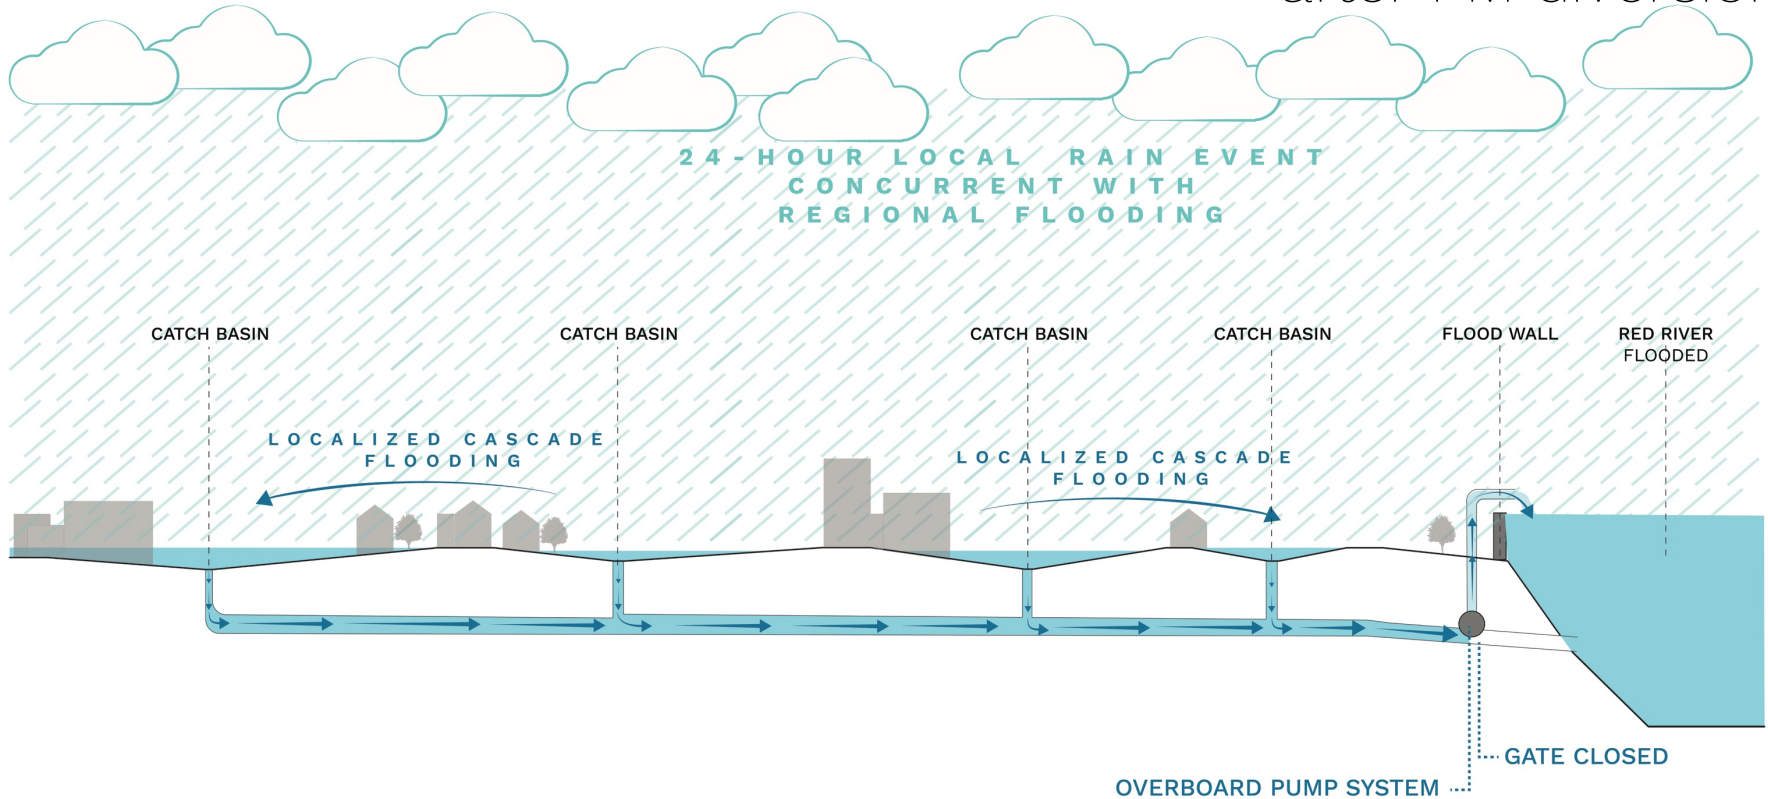 24-HOUR LOCAL RAIN EVENT
CONCURRENT WITH
REGIONAL FLOODING
CATCH BASIN
CATCH BASIN
CATCH BASIN
CATCH BASIN
FLOOD WALL
RED RIVER
FLOODED
LOCALIZED CASCADE
FLOODING
LOCALIZED CASCADE
FLOODING
GATE CLOSED
OVERBOARD PUMP SYSTEM